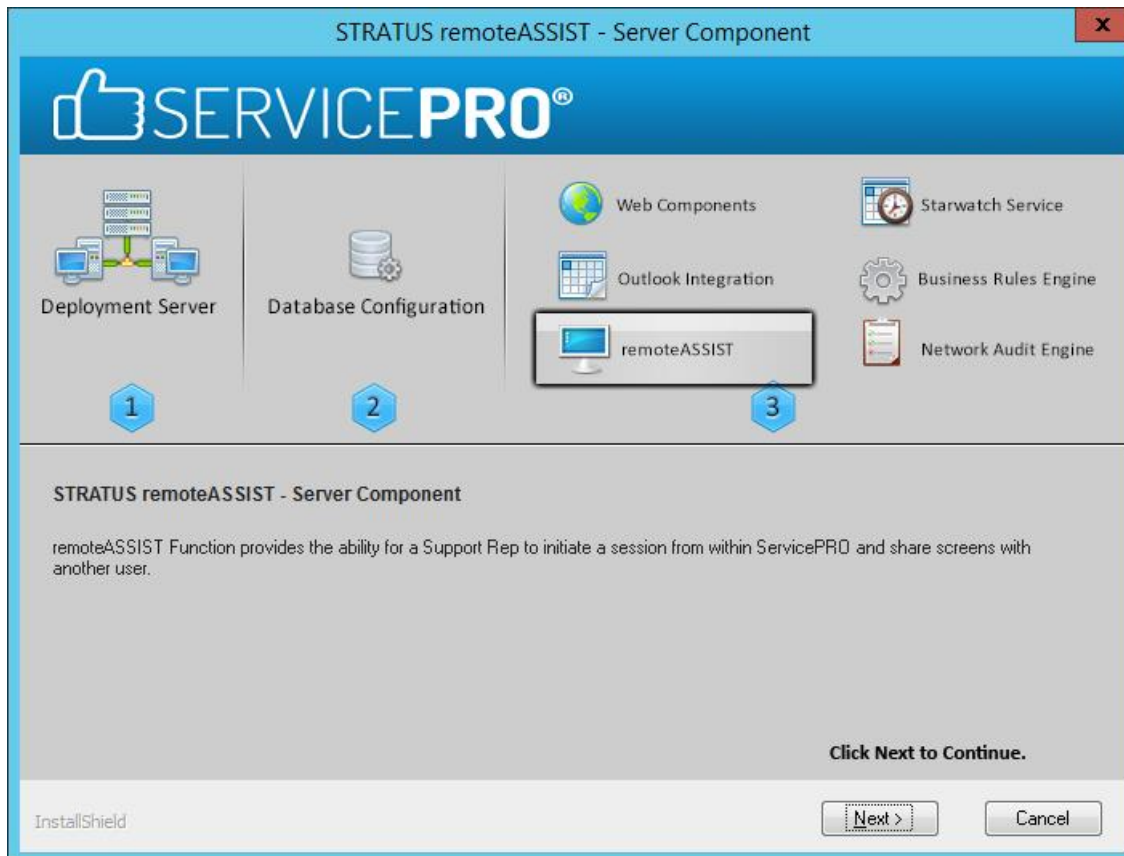 STRATUS remoteASSIST - Server Component
X
SERVICEPRO®
Deployment Server
1
Database Configuration
2
Web Components
Starwatch Service
Outlook Integration
Business Rules Engine
remoteASSIST
Network Audit Engine
3
STRATUS remoteASSIST - Server Component
remoteASSIST Function provides the ability for a Support Rep to initiate a session from within ServicePRO and share screens with
another user.
Click Next to Continue.
InstallShield
Next >
Cancel